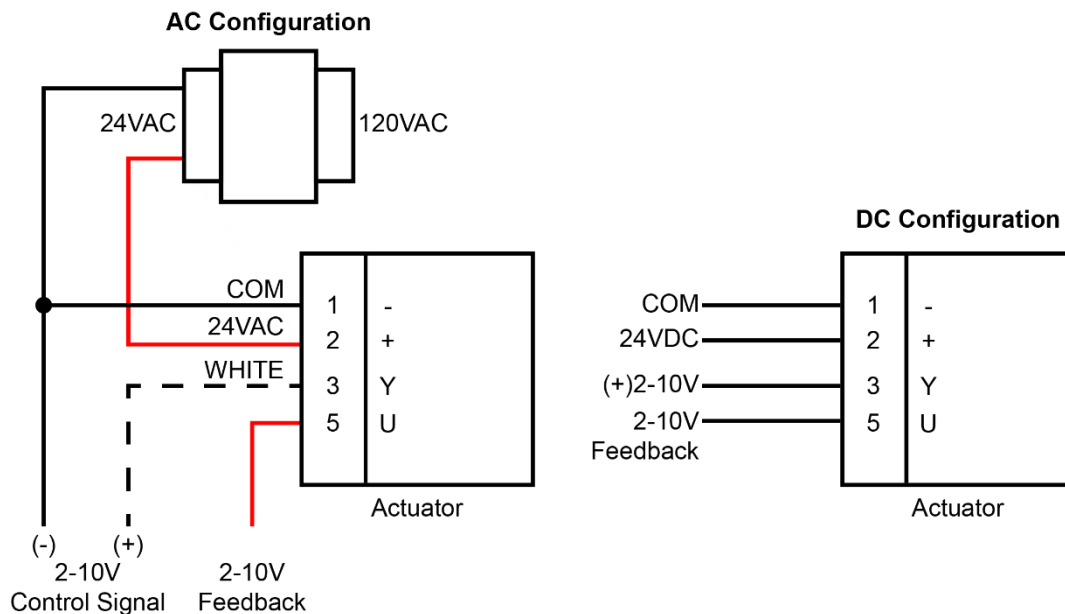 AC Configuration
24VAC
120VAC
COM
1
-
24VAC
2
+
WHITE
3
Y
5
U
Actuator
(-)
(+)
2-10V
Control Signal
2-10V
Feedback
DC Configuration
COM
1
-
24VDC
2
+
(+)2-10V
3
Y
2-10V
Feedback
5
U
Actuator